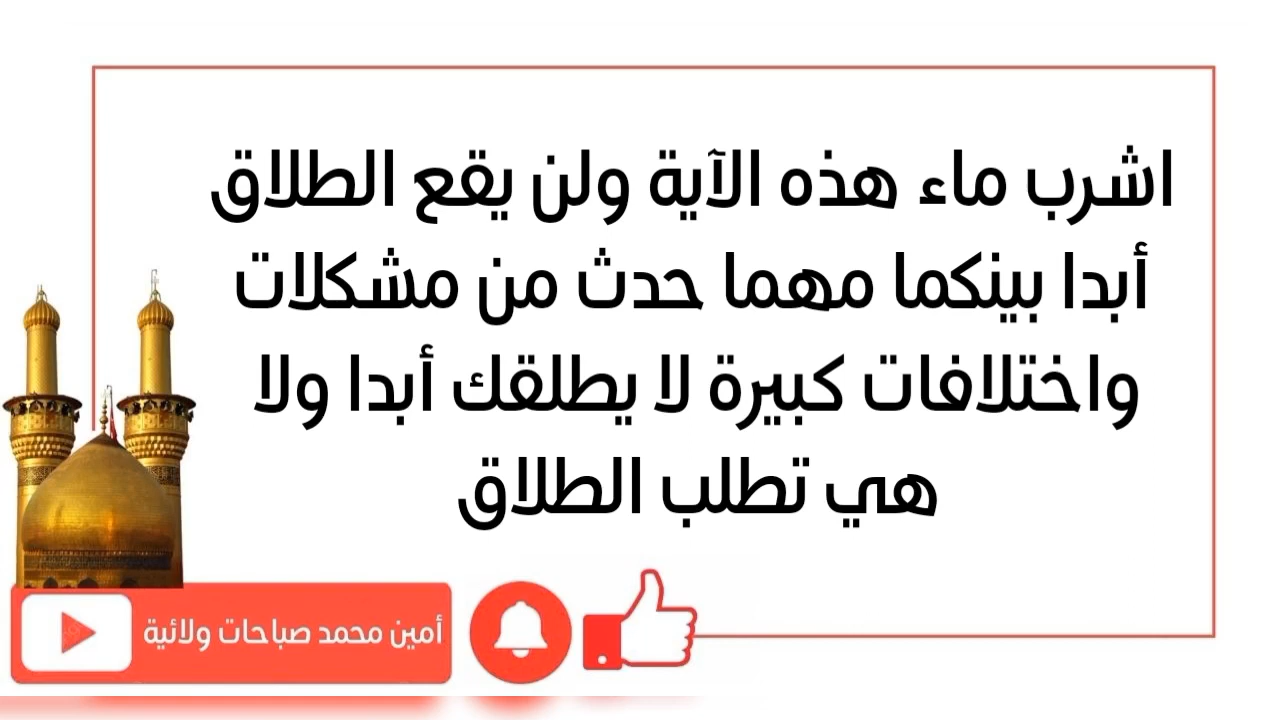 اشرب ماء هذه الآية ولن يقع الطلاق
أبدا بينكما مهما حدث من مشكلات
واختلافات كبيرة لا يطلقك أبدا ولا
هي تطلب الطلاق
أمين محمد صباحات ولائية